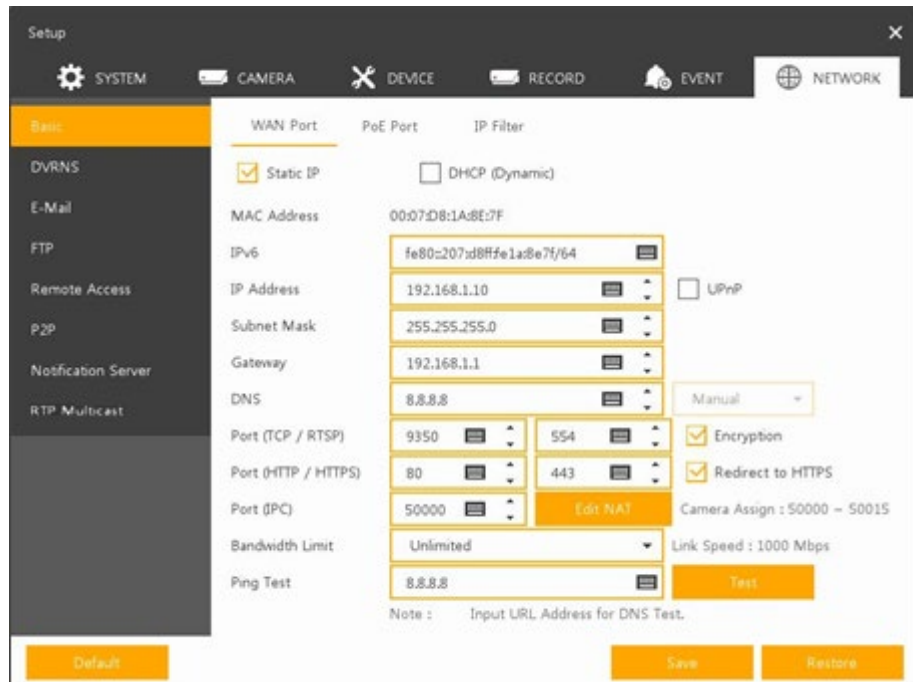 Setup
SYSTEM CAMERA DEVICE RECORD EVENT NETWORK
Basic
DVRNS
E-Mail
FTP
Remote Access
P2P
Notification Server
RTP Multicast
WAN Port PoE Port IP Filter
Static IP DHCP (Dynamic)
MAC Address 00:07:D8:1A:8E:7F
IPv6 fe80::207:d8ff:fe1a:8e7f/64
IP Address 192.168.1.10 UPnP
Subnet Mask 255.255.255.0
Gateway 192.168.1.1
DNS 8.8.8.8 Manual
Port (TCP / RTSP) 9350 554 Encryption
Port (HTTP / HTTPS) 80 443 Redirect to HTTPS
Port (IPC) 50000 Edit NAT Camera Assign : 50000 ~ 50015
Bandwidth Limit Unlimited Link Speed : 1000 Mbps
Ping Test 8.8.8.8 Test
Note : Input URL Address for DNS Test.
Default Save Restore